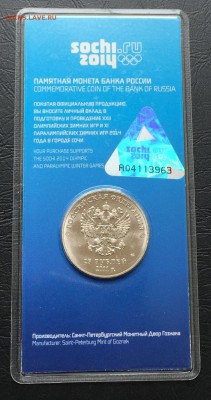 sochi.ru
2014
ПАМЯТНАЯ МОНЕТА БАНКА РОССИИ
COMMEMORATIVE COIN OF THE BANK OF RUSSIA
ПОКУПАЯ ОФИЦИАЛЬНУЮ ПРОДУКЦИЮ,
ВЫ ВНОСИТЕ ЛИЧНЫЙ ВКЛАД В
ПОДГОТОВКУ И ПРОВЕДЕНИЕ XXII
ОЛИМПИЙСКИХ ЗИМНИХ ИГР И XI
ПАРАЛИМПИЙСКИХ ЗИМНИХ ИГР 2014
ГОДА В ГОРОДЕ СОЧИ
YOUR PURCHASE SUPPORTS
THE SOCHI 2014 OLYMPIC
AND PARALYMPIC WINTER GAMES
A04113963
25 РУБЛЕЙ
Производитель: Санкт-Петербургский Монетный Двор Гознака
Manufacturer: Saint-Petersburg Mint of Goznak